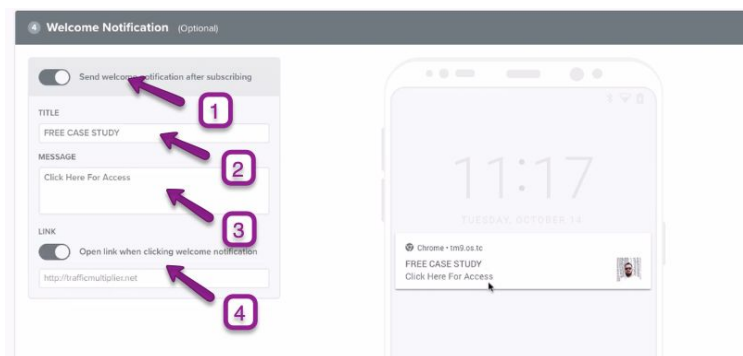 4 Welcome Notification (Optional)
Send welcome notification after subscribing
1
TITLE
FREE CASE STUDY
2
MESSAGE
Click Here For Access
3
LINK
Open link when clicking welcome notification
http://trafficmultiplier.net
4
11:17
TUESDAY, OCTOBER 14
Chrome • tm9.os.tc
FREE CASE STUDY
Click Here For Access